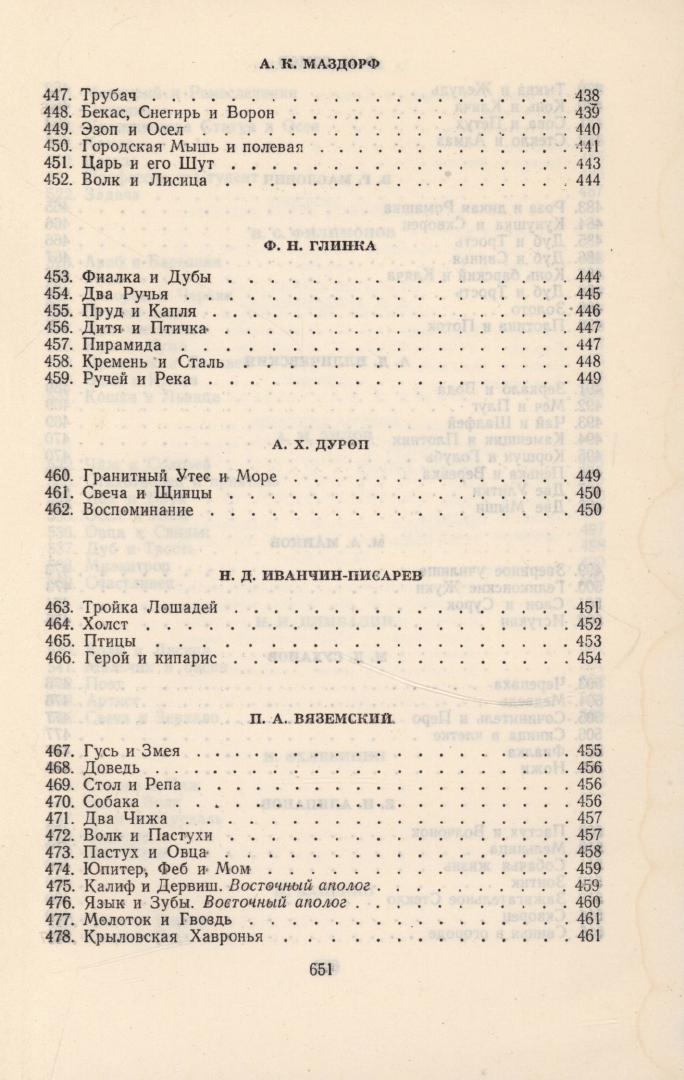 А. К. МАЗДОРФ
447. Трубач . . . . . . . . . . . . . . . . . . . . . . 438
448. Бекас, Снегирь и Ворон . . . . . . . . . . . . . . . . 439
449. Эзоп и Осел . . . . . . . . . . . . . . . . . . . . 440
450. Городская Мышь и полевая . . . . . . . . . . . . . . 441
451. Царь и его Шут . . . . . . . . . . . . . . . . . . 443
452. Волк и Лисица . . . . . . . . . . . . . . . . . . . 444
Ф. Н. ГЛИНКА
453. Фиалка и Дубы . . . . . . . . . . . . . . . . . . . 444
454. Два Ручья . . . . . . . . . . . . . . . . . . . . 445
455. Пруд и Капля . . . . . . . . . . . . . . . . . . . 446
456. Дитя и Птичка . . . . . . . . . . . . . . . . . . . 447
457. Пирамида . . . . . . . . . . . . . . . . . . . . . 447
458. Кремень и Сталь . . . . . . . . . . . . . . . . . . 448
459. Ручей и Река . . . . . . . . . . . . . . . . . . . 449
А. Х. ДУРОП
460. Гранитный Утес и Море . . . . . . . . . . . . . . . 449
461. Свеча и Щипцы . . . . . . . . . . . . . . . . . . 450
462. Воспоминание . . . . . . . . . . . . . . . . . . . 450
Н. Д. ИВАНЧИН-ПИСАРЕВ
463. Тройка Лошадей . . . . . . . . . . . . . . . . . . 451
464. Холст . . . . . . . . . . . . . . . . . . . . . . 452
465. Птицы . . . . . . . . . . . . . . . . . . . . . . 453
466. Герой и кипарис . . . . . . . . . . . . . . . . . . 454
П. А. ВЯЗЕМСКИЙ
467. Гусь и Змея . . . . . . . . . . . . . . . . . . . . 455
468. Доведь . . . . . . . . . . . . . . . . . . . . . . 456
469. Стол и Репа . . . . . . . . . . . . . . . . . . . . 456
470. Собака . . . . . . . . . . . . . . . . . . . . . . 456
471. Два Чижа . . . . . . . . . . . . . . . . . . . . . 457
472. Волк и Пастухи . . . . . . . . . . . . . . . . . . 457
473. Пастух и Овца . . . . . . . . . . . . . . . . . . . 458
474. Юпитер, Феб и Мом . . . . . . . . . . . . . . . . . 459
475. Калиф и Дервиш. Восточный аполог . . . . . . . . . . 459
476. Язык и Зубы. Восточный аполог . . . . . . . . . . . . 460
477. Молоток и Гвоздь . . . . . . . . . . . . . . . . . . 461
478. Крыловская Хавронья . . . . . . . . . . . . . . . . 461
651